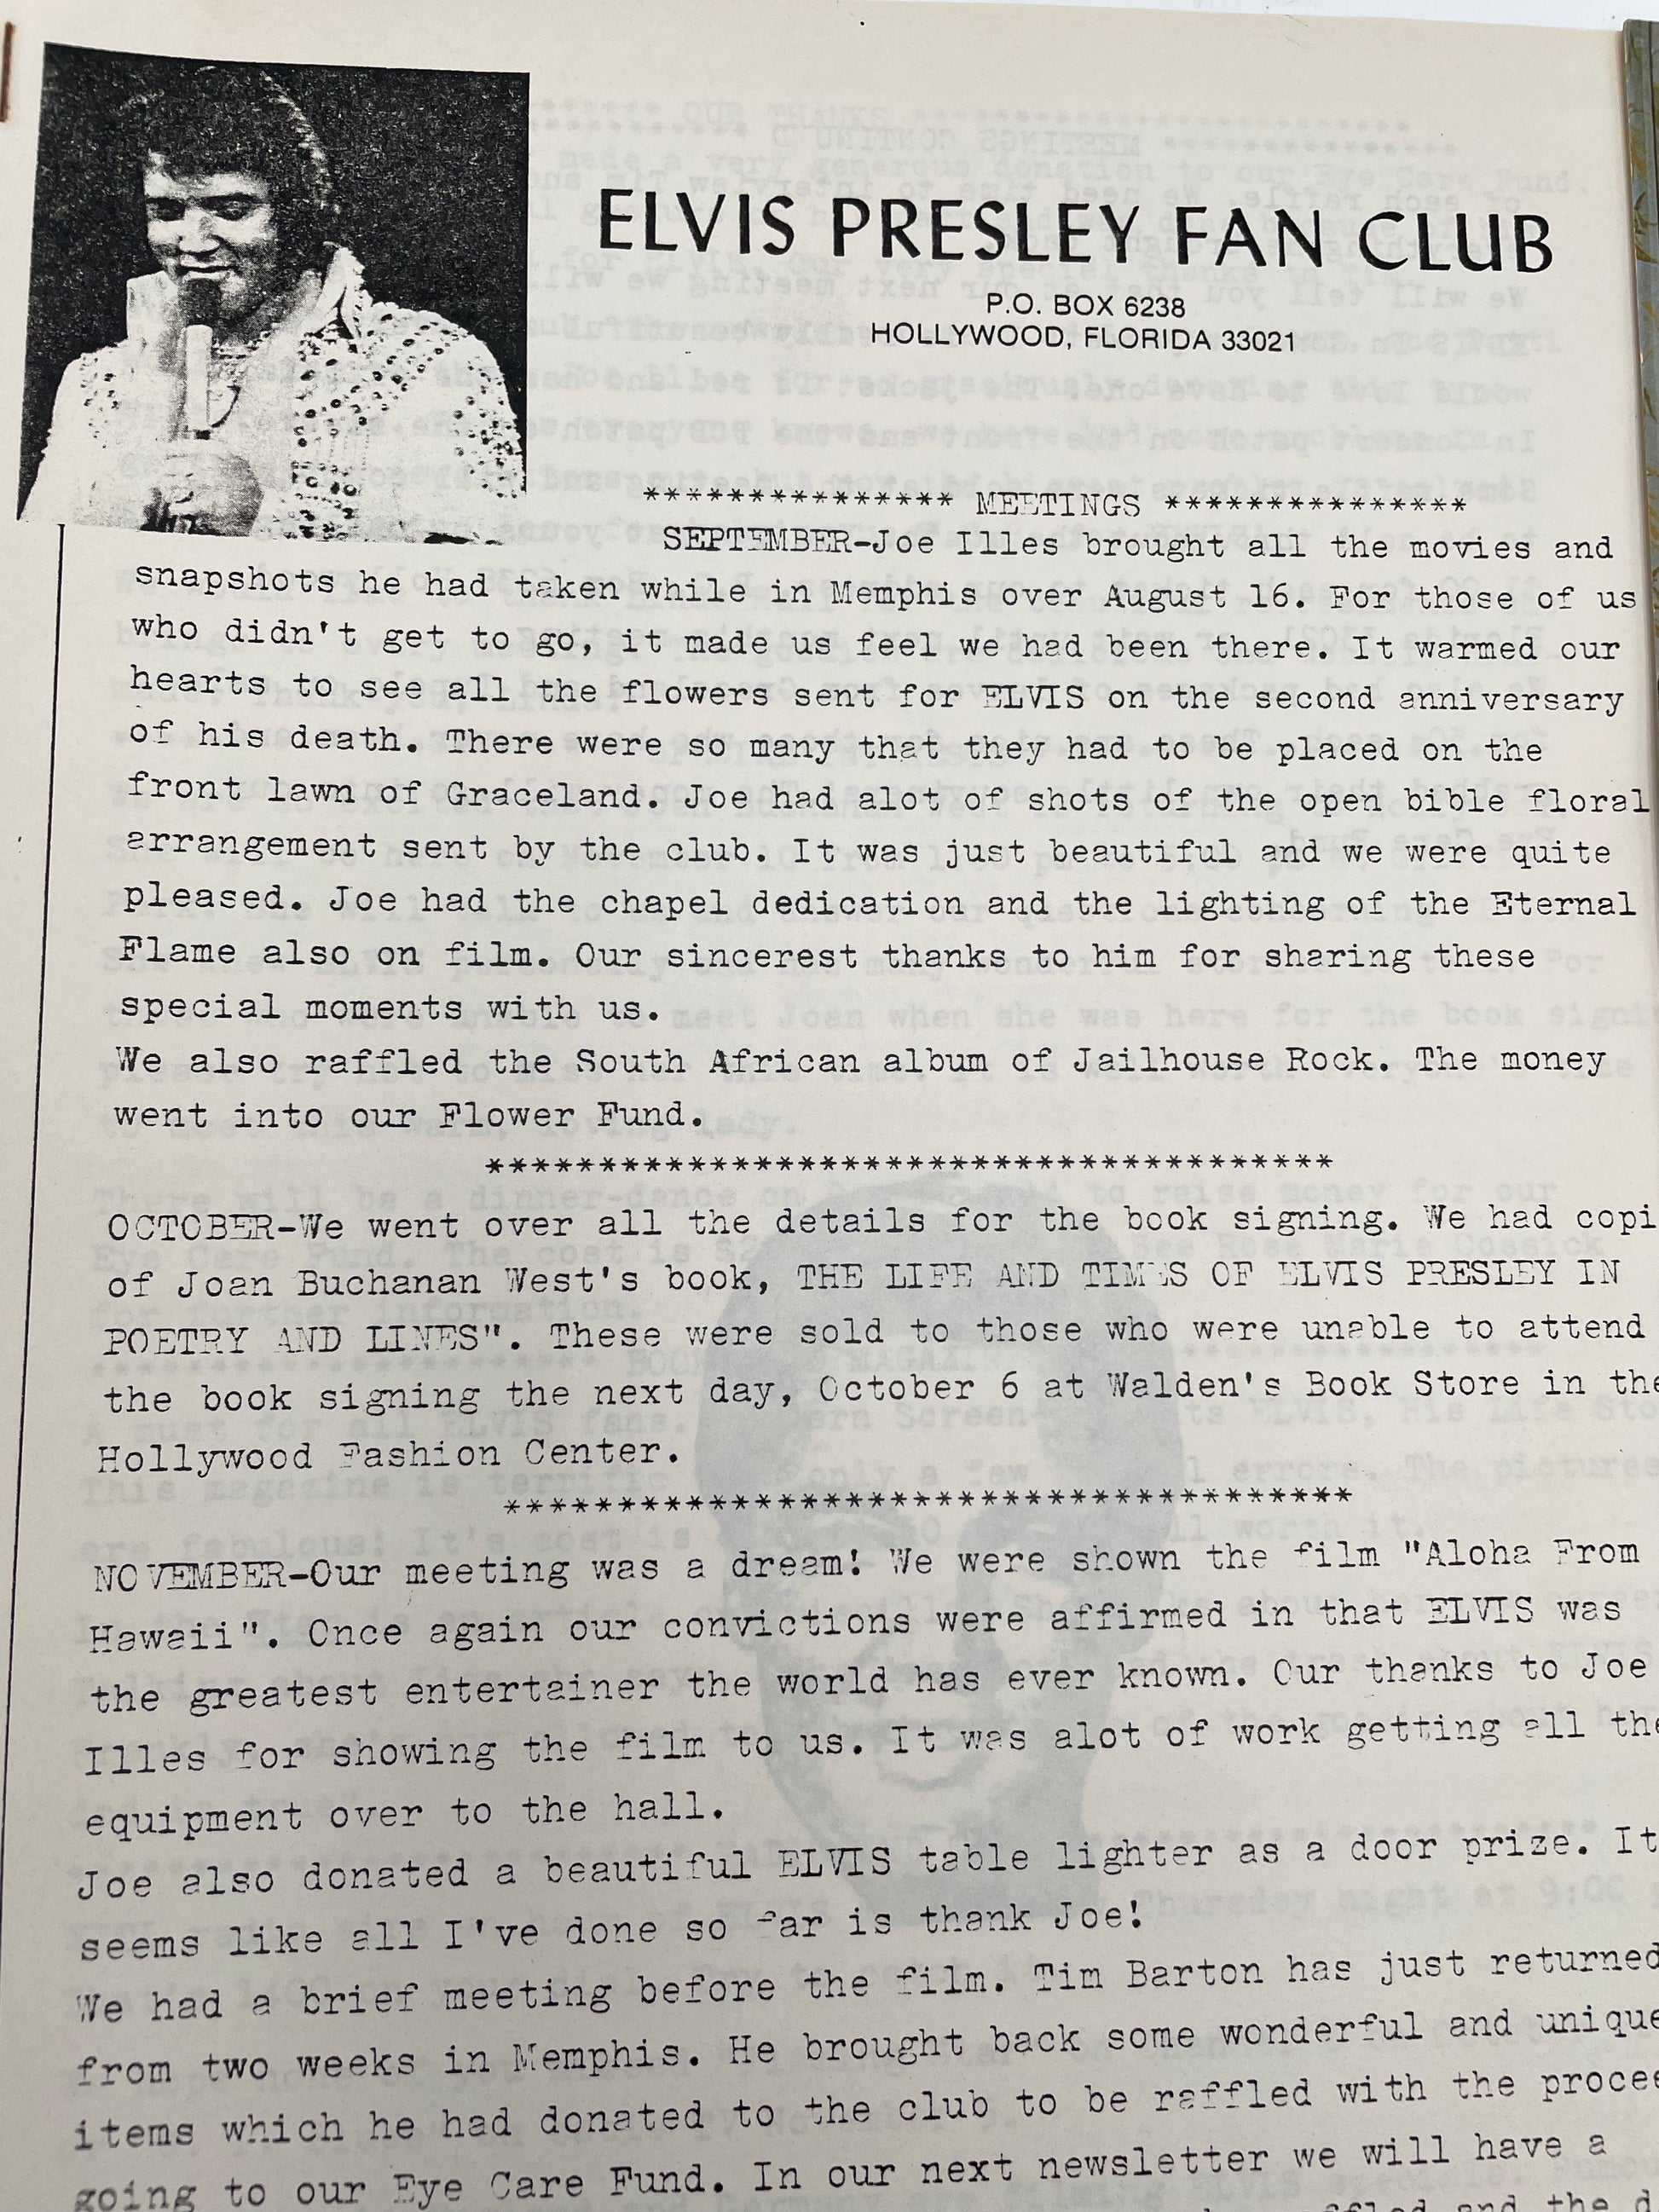 ELVIS PRESLEY FAN CLUB
P.O. BOX 6238
HOLLYWOOD, FLORIDA 33021
*************** MEETINGS ***************
SEPTEMBER-Joe Illes brought all the movies and
snapshots he had taken while in Memphis over August 16. For those of us
who didn't get to go, it made us feel we had been there. It warmed our
hearts to see all the flowers sent for ELVIS on the second anniversary
of his death. There were so many that they had to be placed on the
front lawn of Graceland. Joe had alot of shots of the open bible floral
arrangement sent by the club. It was just beautiful and we were quite
pleased. Joe had the chapel dedication and the lighting of the Eternal
Flame also on film. Our sincerest thanks to him for sharing these
special moments with us.
We also raffled the South African album of Jailhouse Rock. The money
went into our Flower Fund.
*************************************
OCTOBER-We went over all the details for the book signing. We had copi
of Joan Buchanan West's book, THE LIFE AND TIMES OF ELVIS PRESLEY IN
POETRY AND LINES". These were sold to those who were unable to attend
the book signing the next day, October 6 at Walden's Book Store in the
Hollywood Fashion Center.
*************************************
NOVEMBER-Our meeting was a dream! We were shown the film "Aloha From
Hawaii". Once again our convictions were affirmed in that ELVIS was
the greatest entertainer the world has ever known. Our thanks to Joe
Illes for showing the film to us. It was alot of work getting all the
equipment over to the hall.
Joe also donated a beautiful ELVIS table lighter as a door prize. It
seems like all I've done so far is thank Joe!
We had a brief meeting before the film. Tim Barton has just returned
from two weeks in Memphis. He brought back some wonderful and unique
items which he had donated to the club to be raffled with the procee
going to our Eye Care Fund. In our next newsletter we will have a
and the d